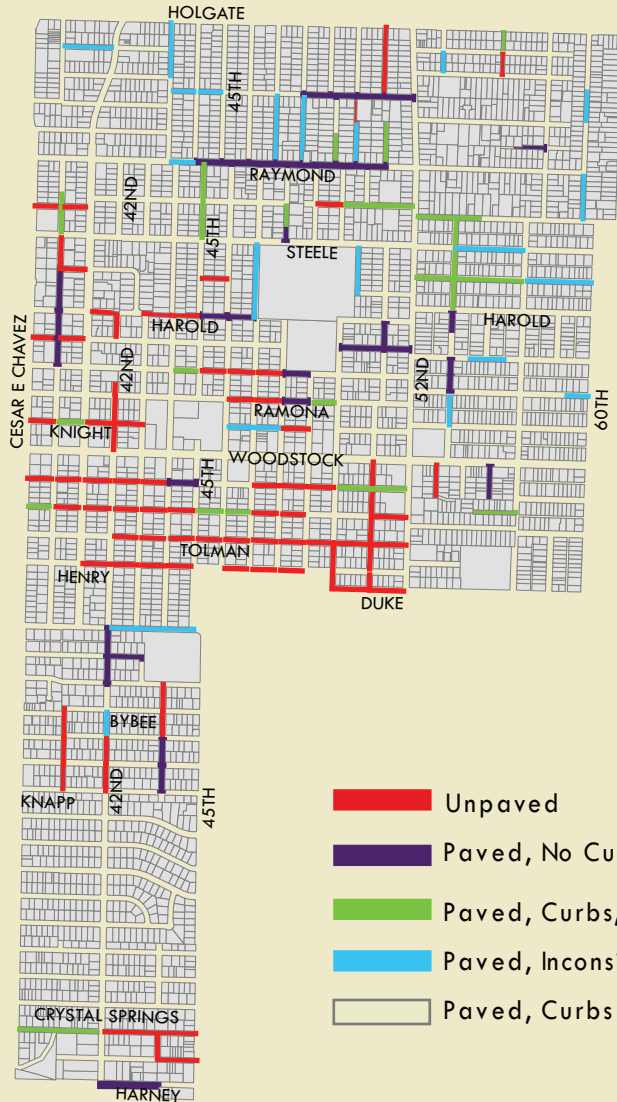 HOLGATE
45TH
RAYMOND
42ND
45TH
STEELE
HAROLD
HAROLD
CESAR E CHAVEZ
42ND
52ND
60TH
RAMONA
KNIGHT
WOODSTOCK
45TH
TOLMAN
HENRY
DUKE
BYBEE
KNAPP
42ND
45TH
Unpaved
Paved, No Cu
Paved, Curbs,
Paved, Incons
Paved, Curbs
CRYSTAL SPRINGS
HARNEY